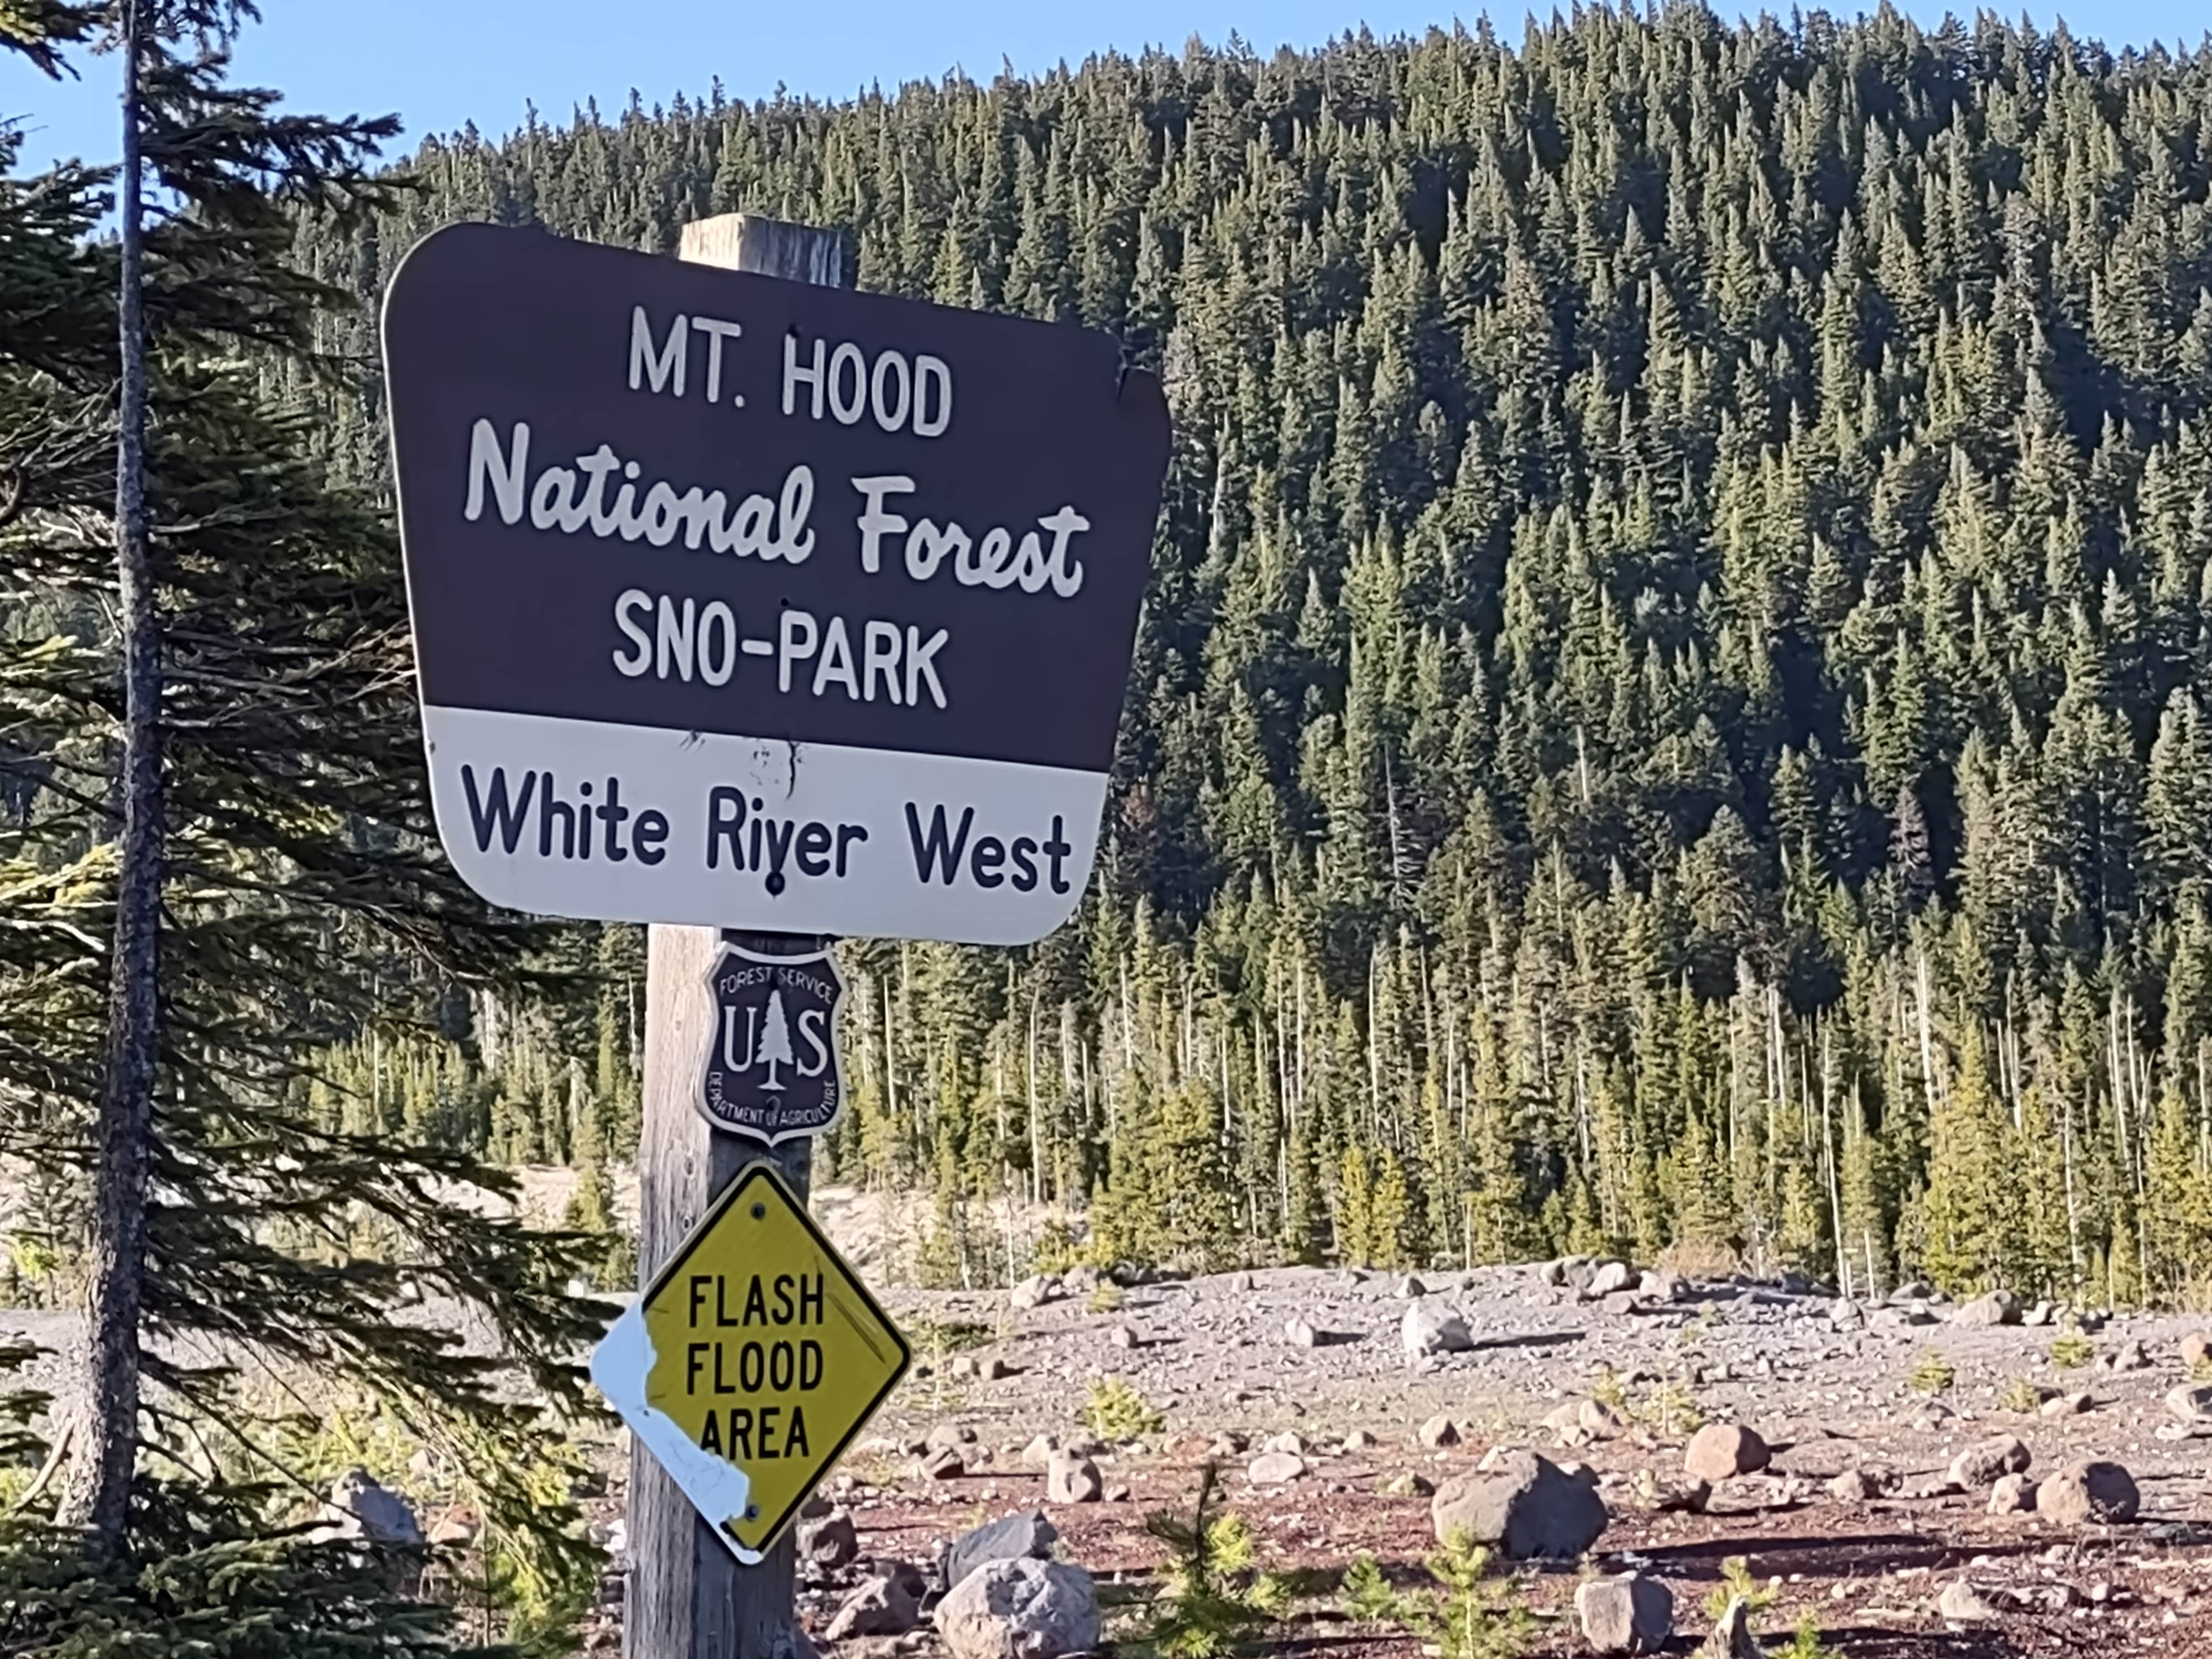 MT. HOOD
National Forest
SNO-PARK
White River West
FOREST SERVICE
U S
DEPARTMENT OF AGRICULTURE
FLASH
FLOOD
AREA